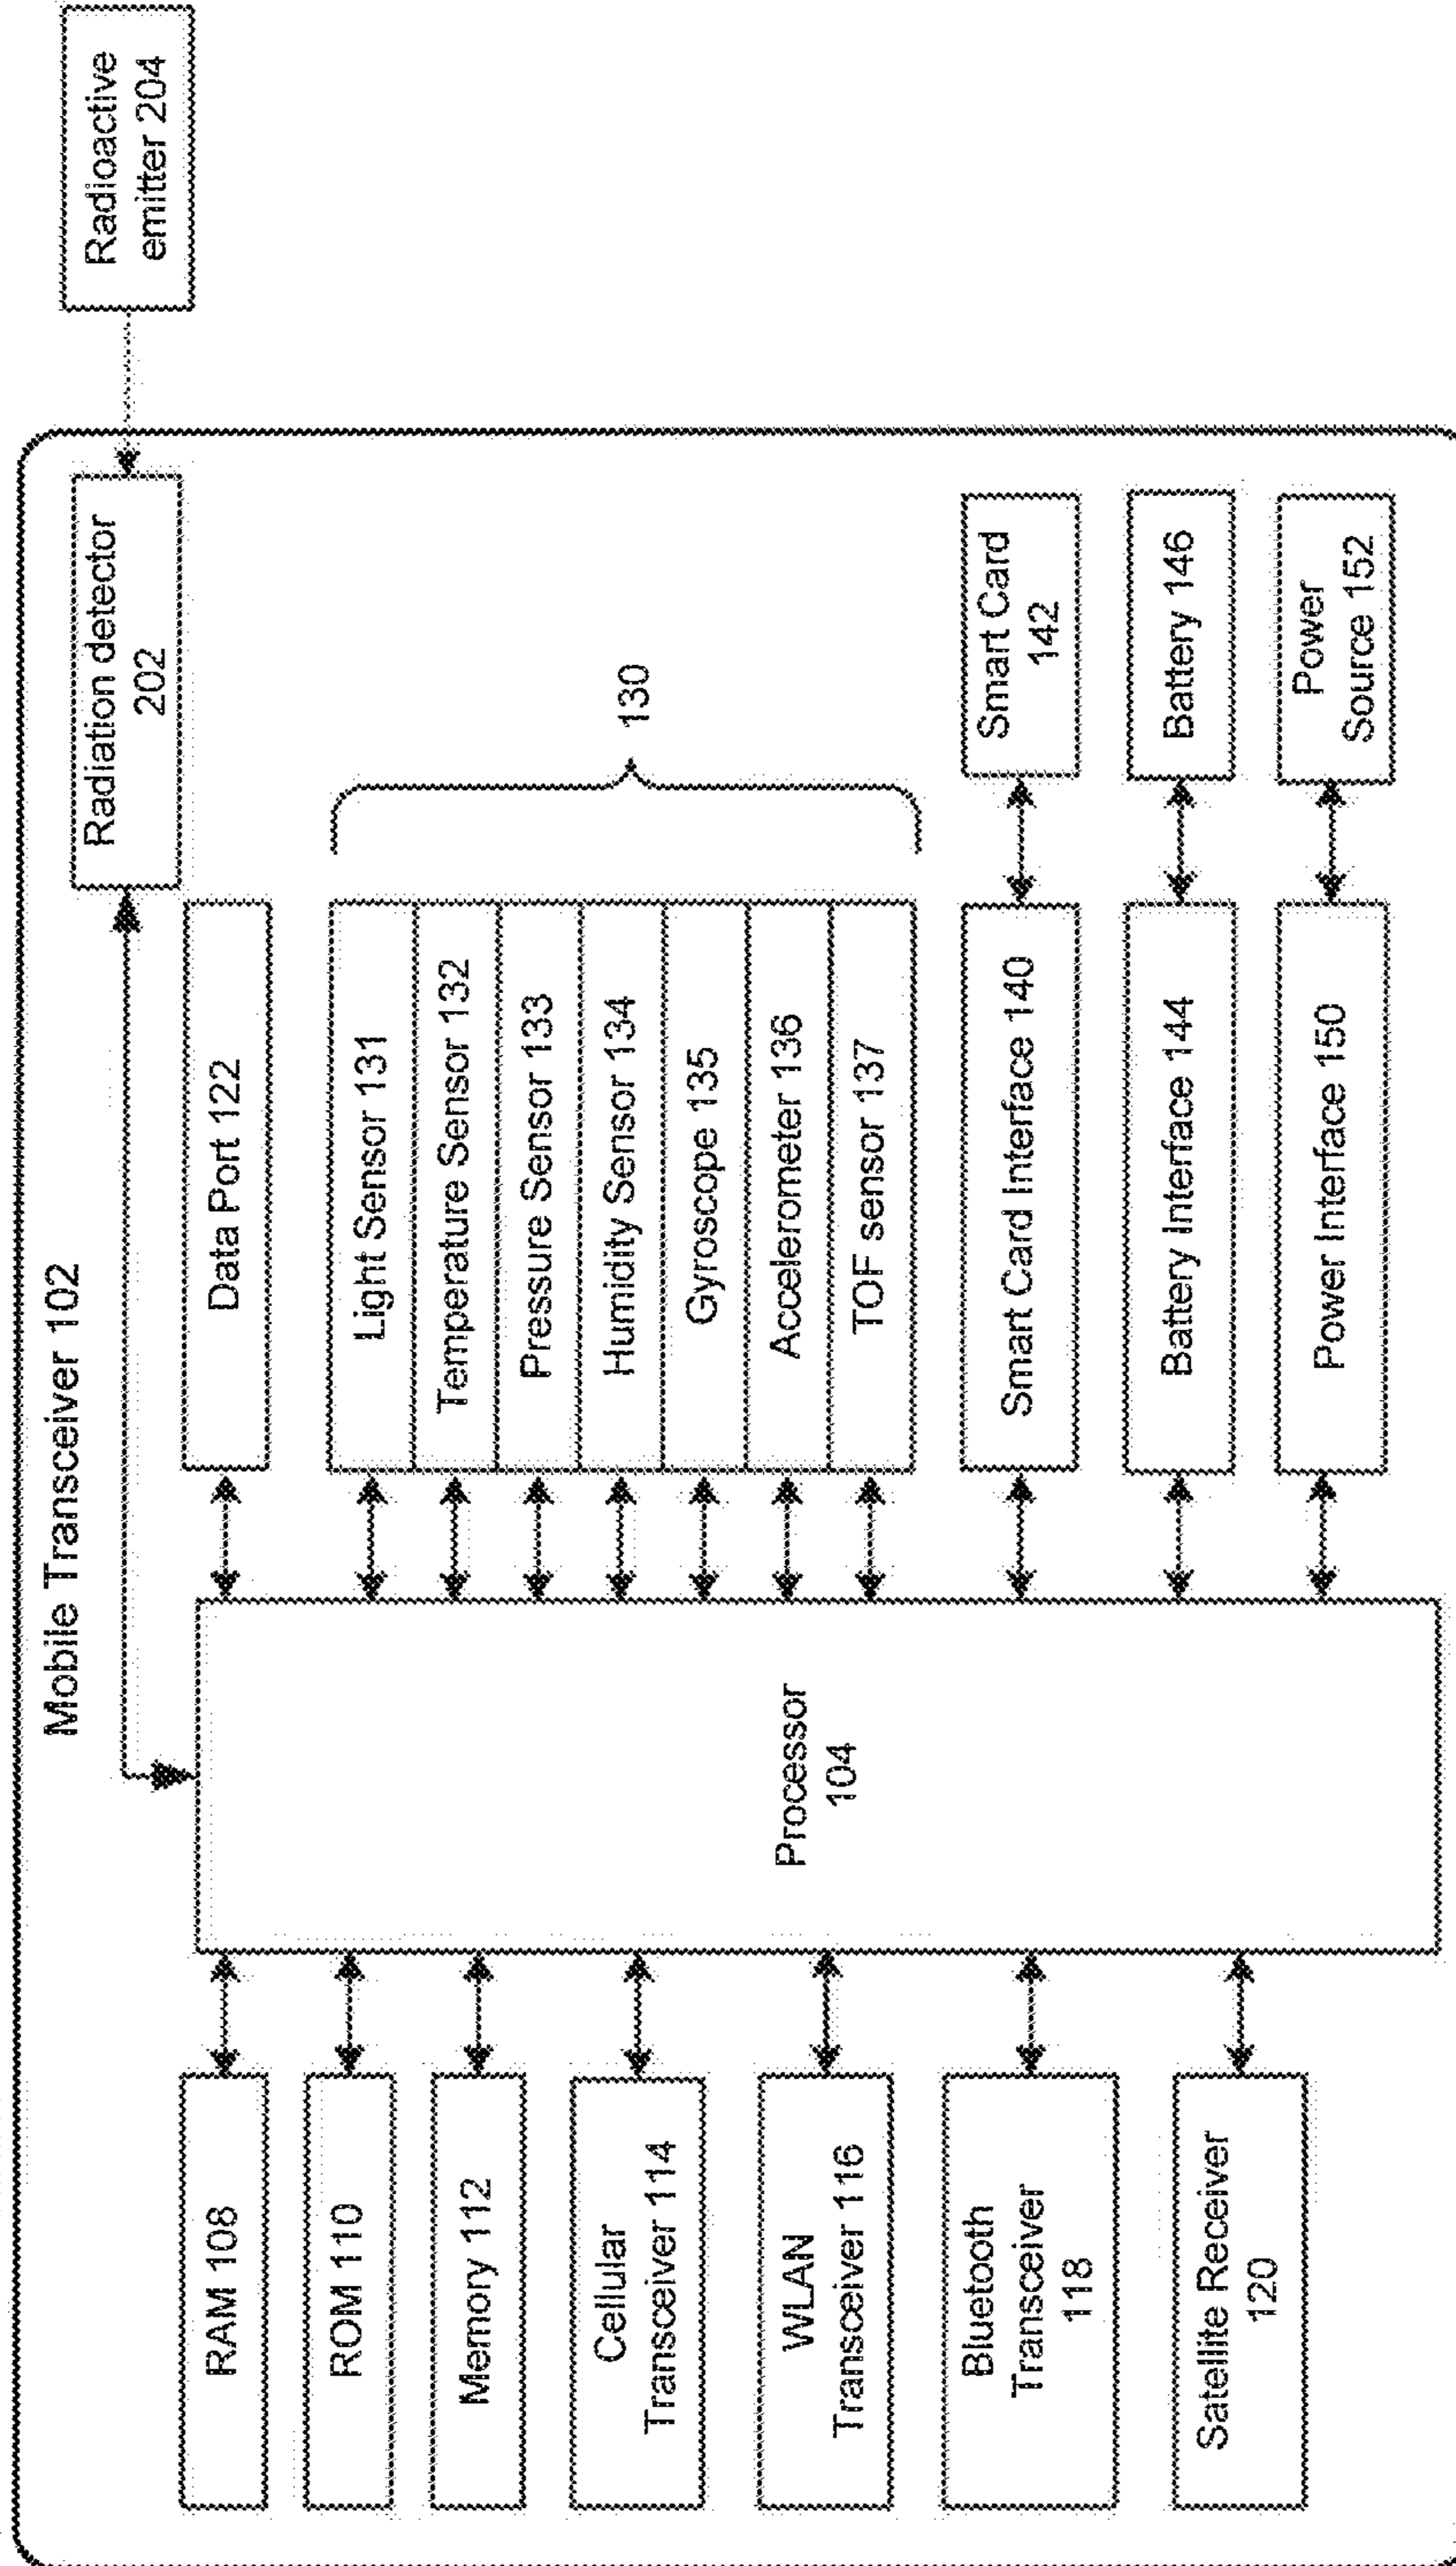 Mobile Transceiver 102
RAM 108
ROM 110
Memory 112
Cellular
Transceiver 114
WLAN
Transceiver 116
Bluetooth
Transceiver
118
Satellite Receiver
120
Processor
104
Data Port 122
Light Sensor 131
Temperature Sensor 132
Pressure Sensor 133
Humidity Sensor 134
Gyroscope 135
Accelerometer 136
TOF sensor 137
130
Smart Card Interface 140
Battery Interface 144
Power Interface 150
Radiation detector
202
Smart Card
142
Battery 146
Power
Source 152
Radioactive
emitter 204